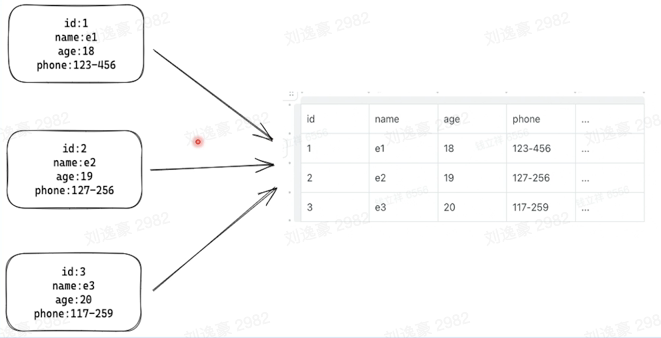 id:1
name:e1
age:18
phone:123-456
id:2
name:e2
age:19
phone:127-256
id:3
name:e3
age:20
phone:117-259
id name age phone ...
1 e1 18 123-456 ...
2 e2 19 127-256 ...
3 e3 20 117-259 ...
刘逸豪 2982